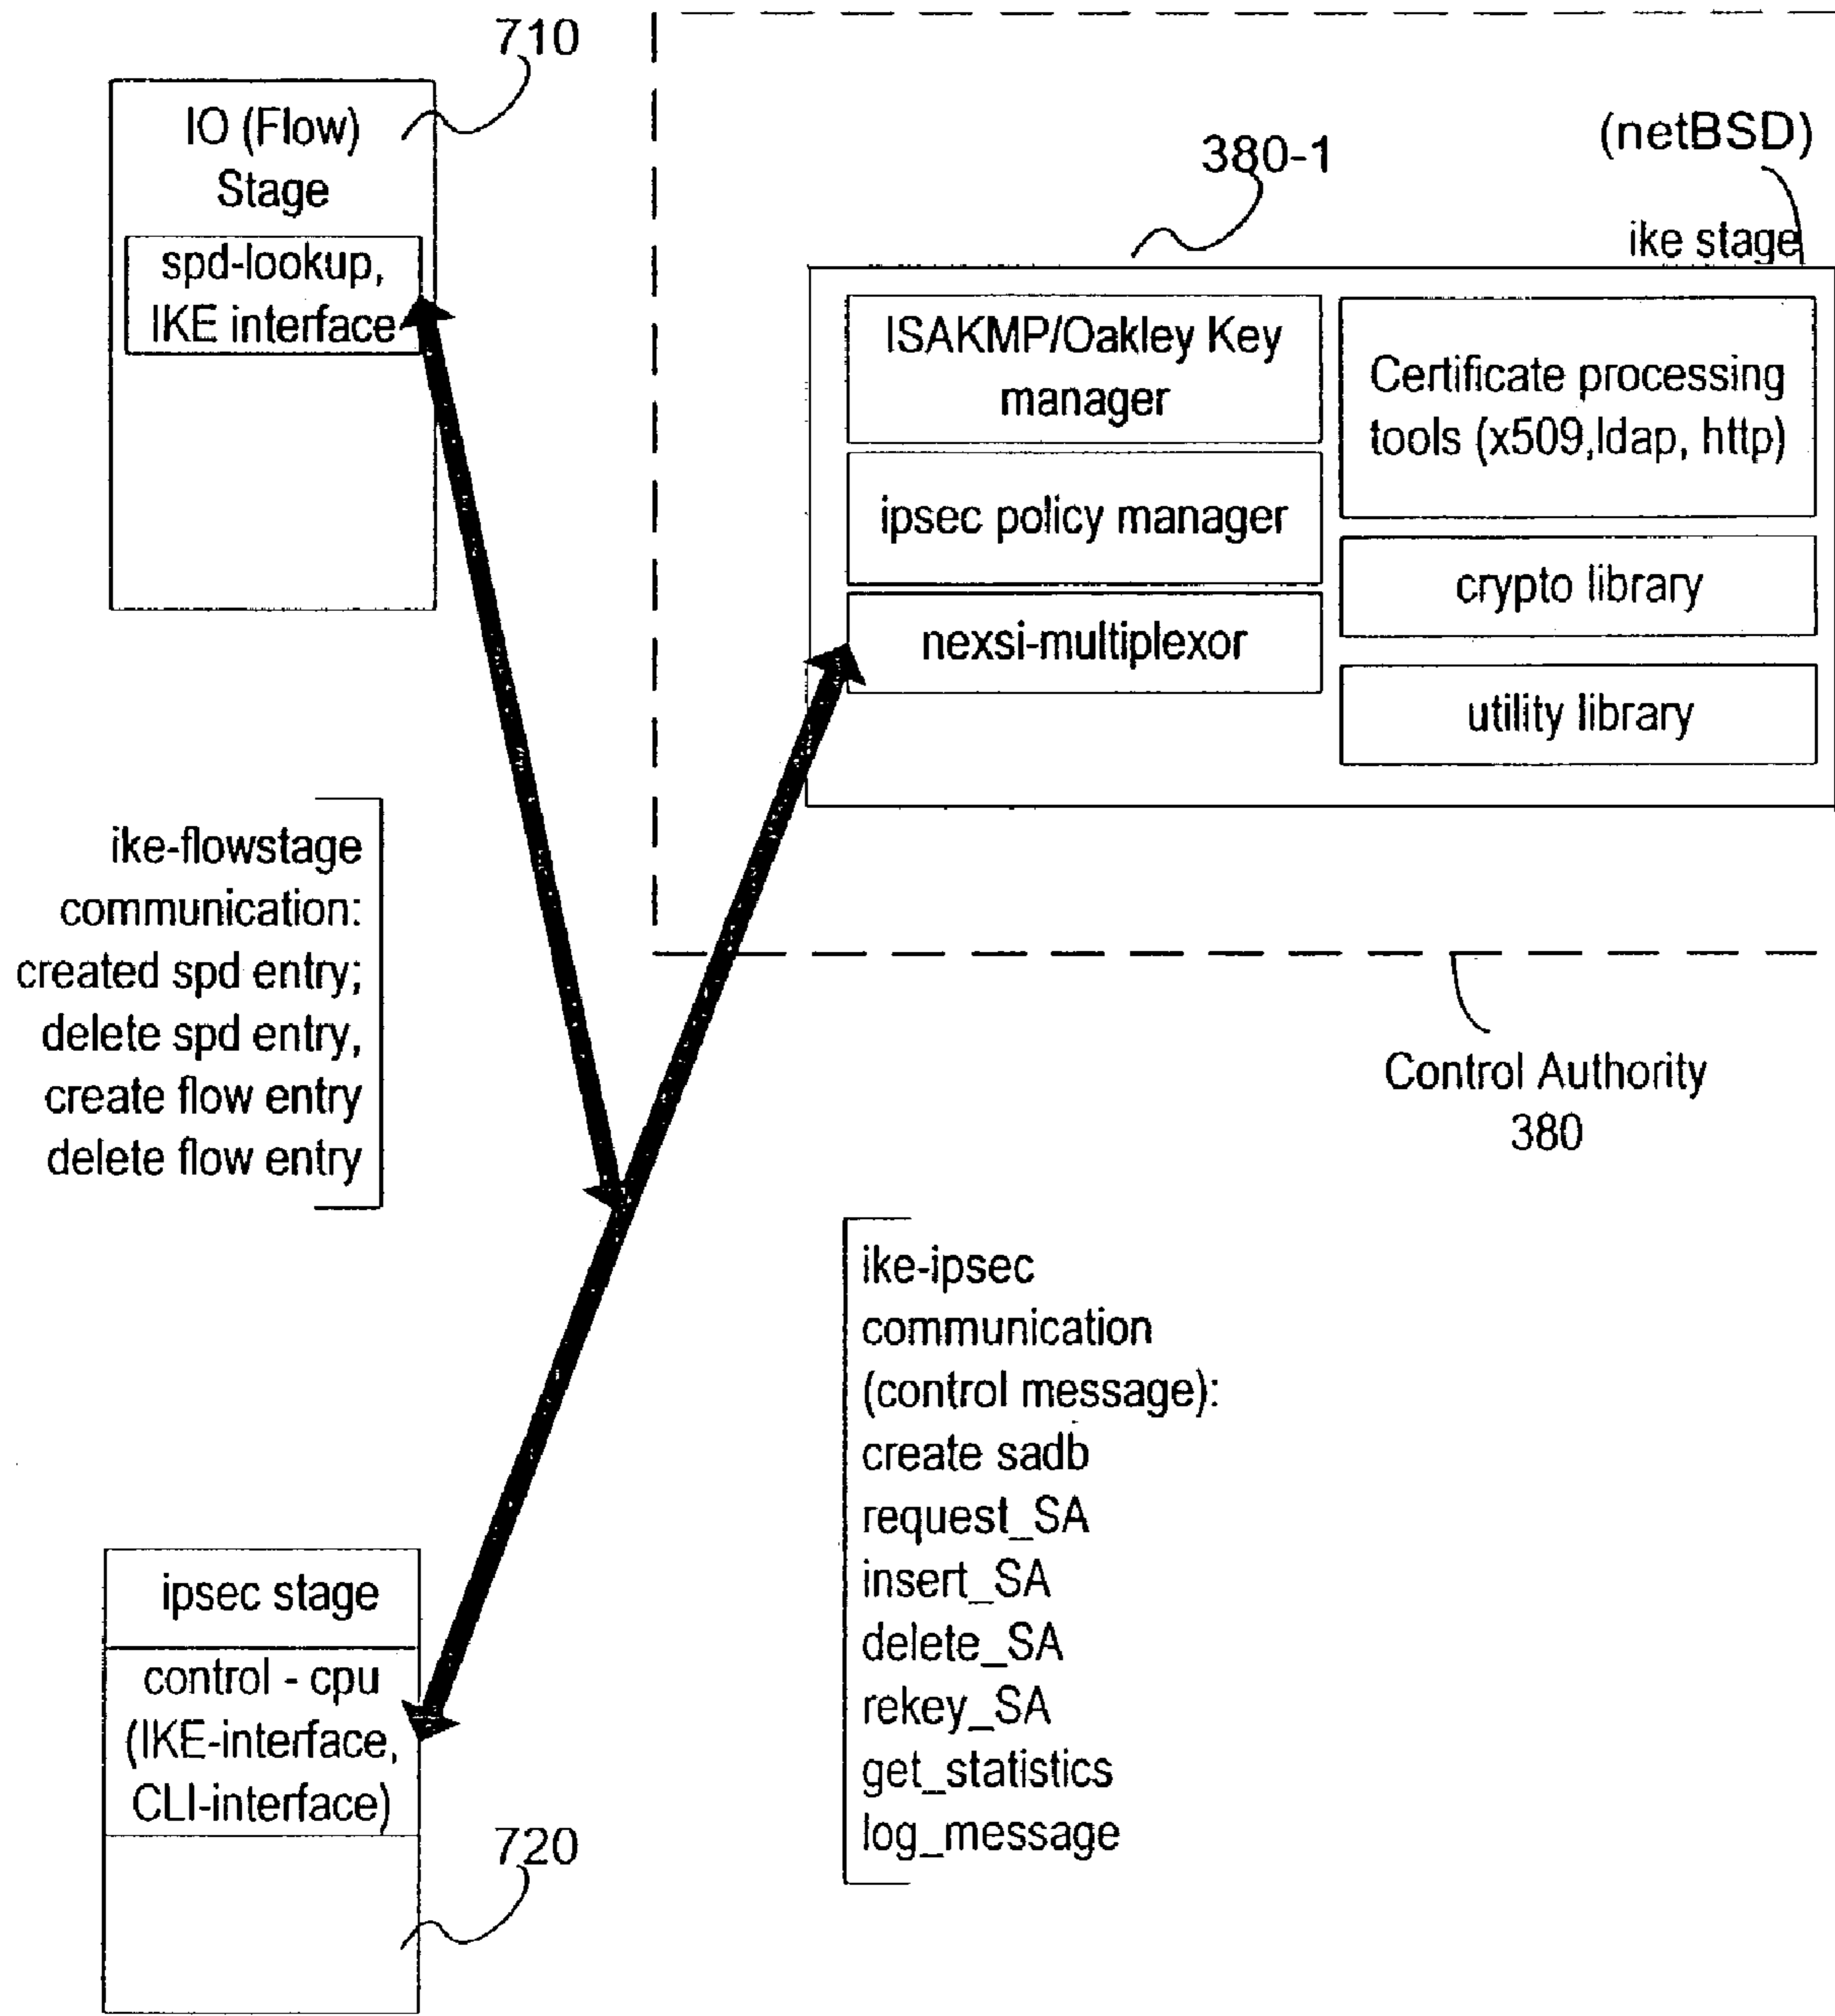 710
IO (Flow)
Stage
spd-lookup,
IKE interface
380-1
(netBSD)
ike stage
ISAKMP/Oakley Key
manager
ipsec policy manager
nexsi-multiplexor
Certificate processing
tools (x509,ldap, http)
crypto library
utility library
ike-flowstage
communication:
created spd entry;
delete spd entry,
create flow entry
delete flow entry
Control Authority
380
ike-ipsec
communication
(control message):
create sadb
request_SA
insert_SA
delete_SA
rekey_SA
get_statistics
log_message
ipsec stage
control - cpu
(IKE-interface,
CLI-interface)
720